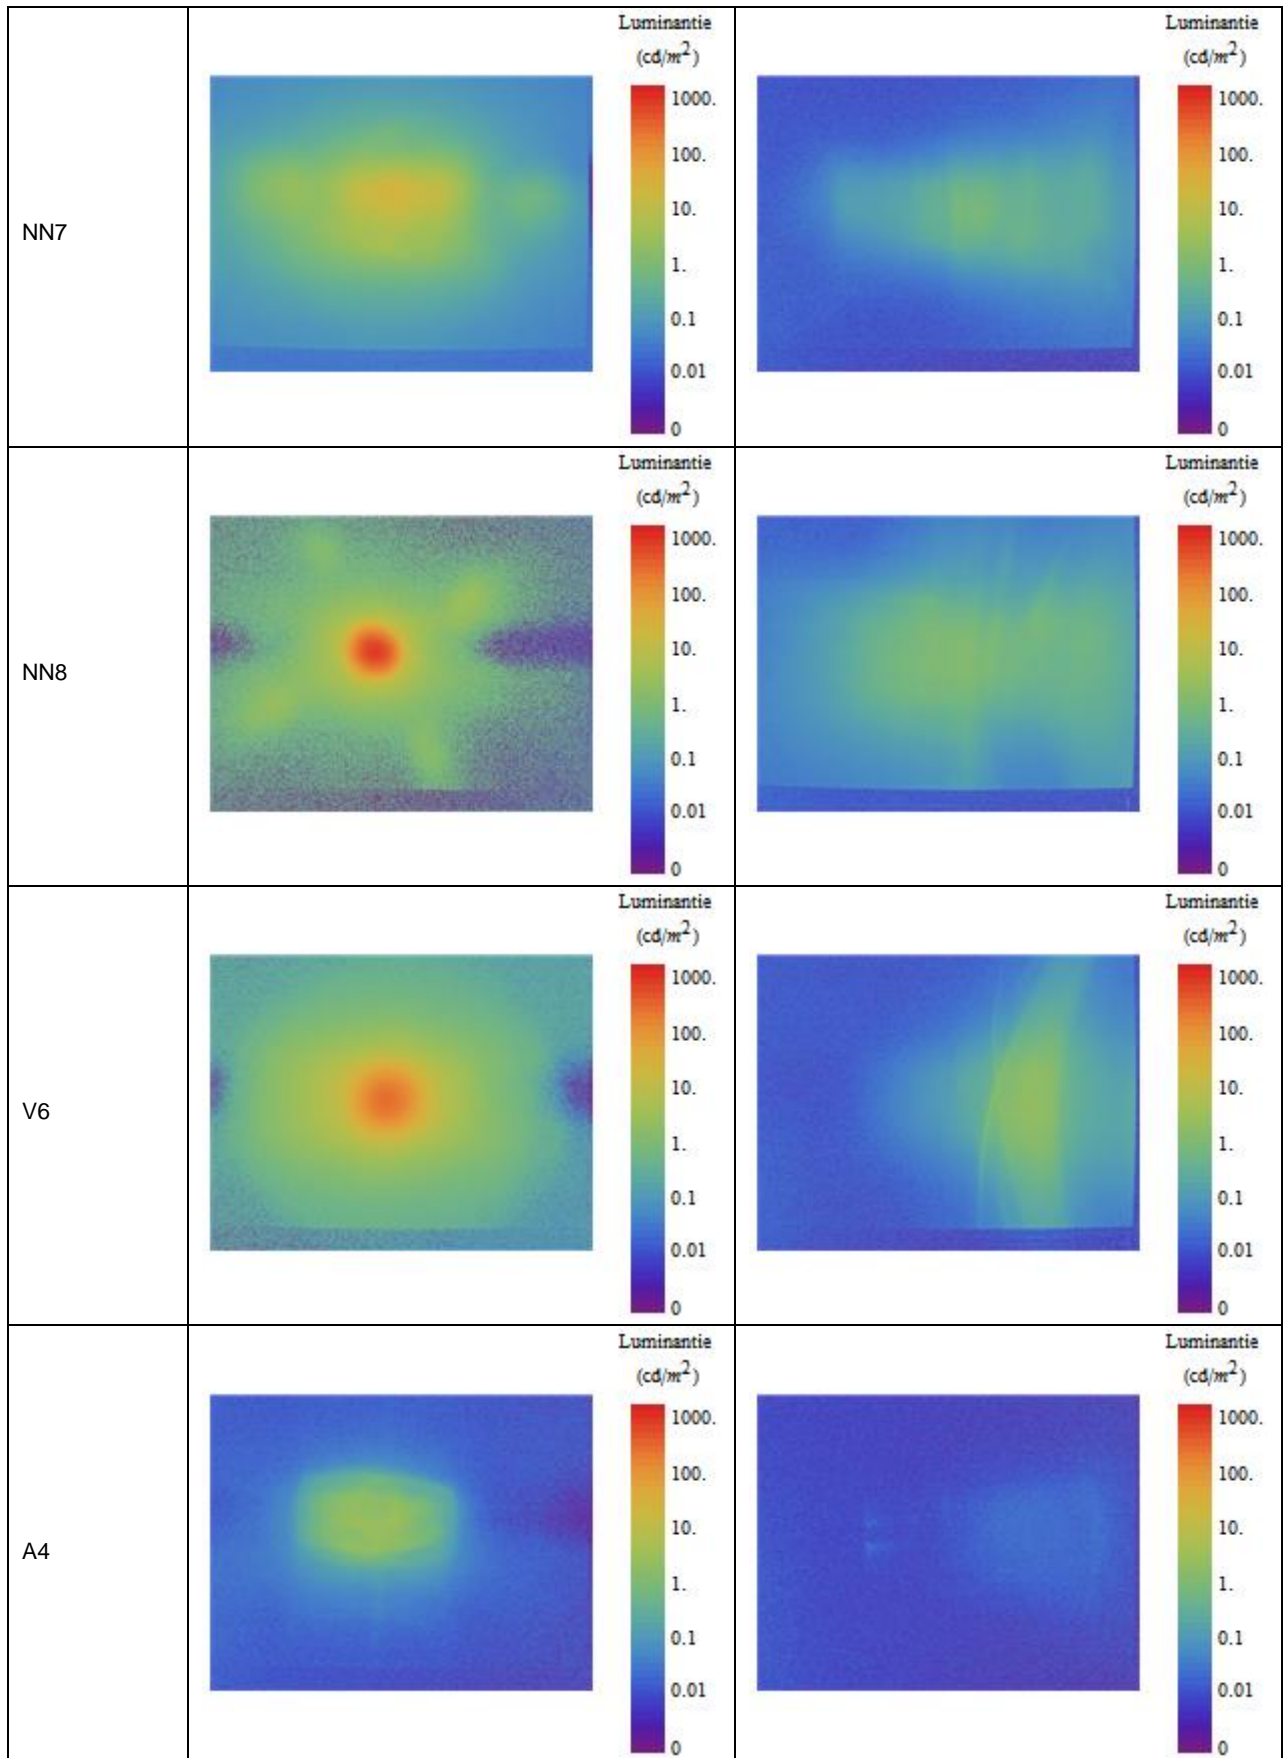 NN7
Luminantie
(cd/m²)
1000.
100.
10.
1.
0.1
0.01
0
Luminantie
(cd/m²)
1000.
100.
10.
1.
0.1
0.01
0
NN8
Luminantie
(cd/m²)
1000.
100.
10.
1.
0.1
0.01
0
Luminantie
(cd/m²)
1000.
100.
10.
1.
0.1
0.01
0
V6
Luminantie
(cd/m²)
1000.
100.
10.
1.
0.1
0.01
0
Luminantie
(cd/m²)
1000.
100.
10.
1.
0.1
0.01
0
A4
Luminantie
(cd/m²)
1000.
100.
10.
1.
0.1
0.01
0
Luminantie
(cd/m²)
1000.
100.
10.
1.
0.1
0.01
0